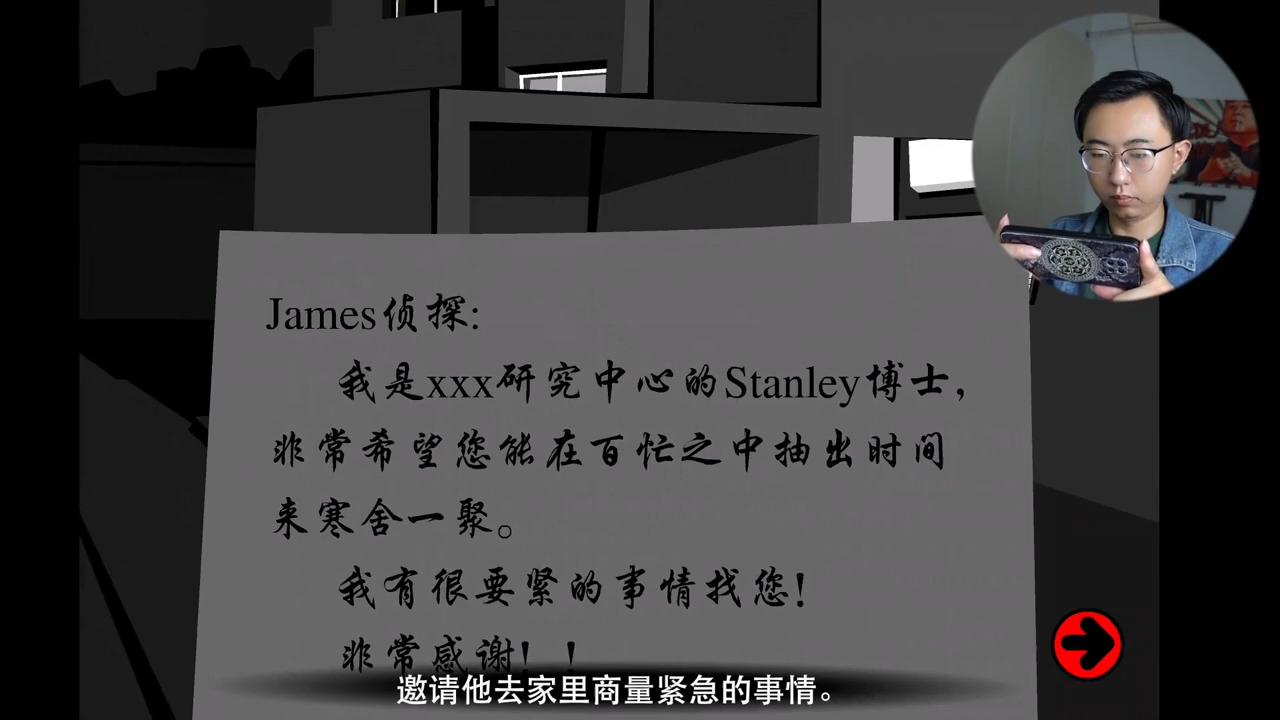 James侦探:
我是xxx研究中心的Stanley博士,
非常希望您能在百忙之中抽出时间
来寒舍一聚。
我有很要紧的事情找您!
非常感谢! !
邀请他去家里商量紧急的事情。